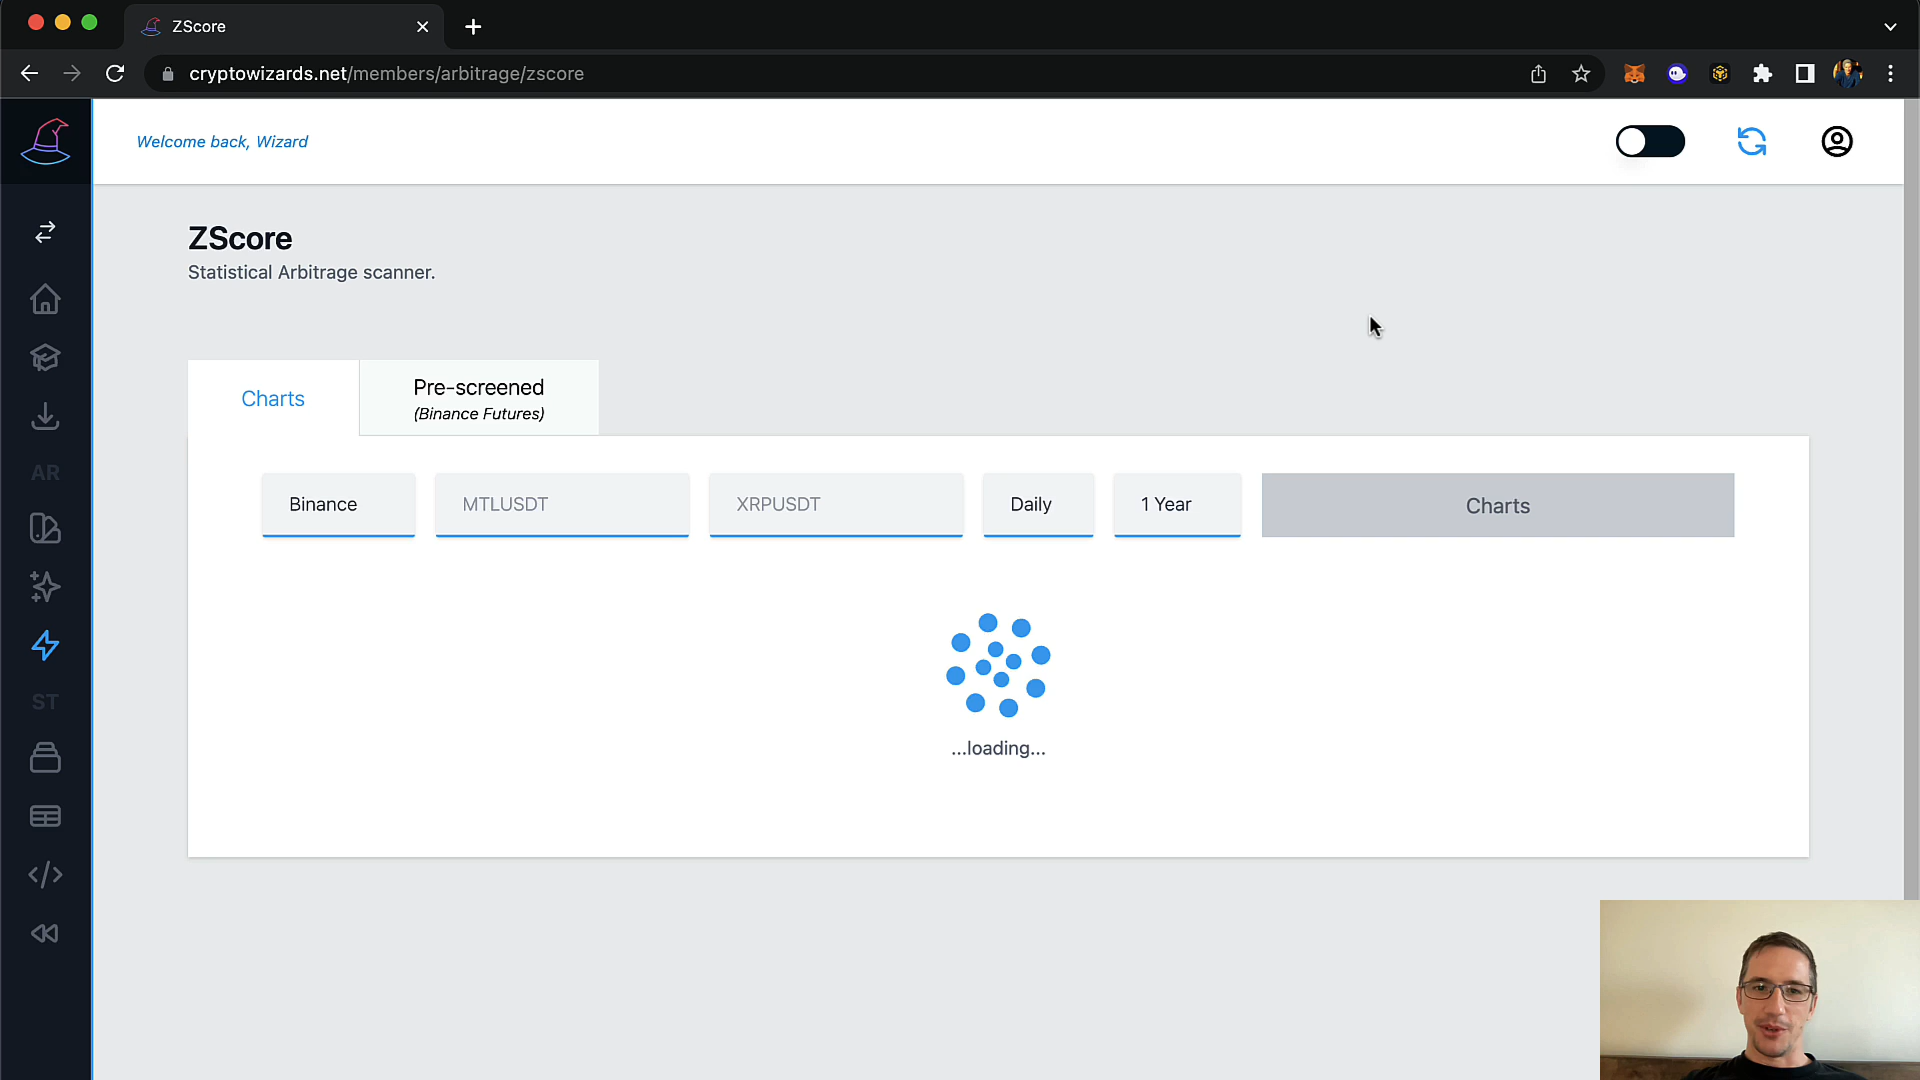 ZScore
cryptowizards.net/members/arbitrage/zscore
Welcome back, Wizard
ZScore
Statistical Arbitrage scanner.
Charts
Pre-screened
(Binance Futures)
Binance
MTLUSDT
XRPUSDT
Daily
1 Year
Charts
...loading...
AR
ST